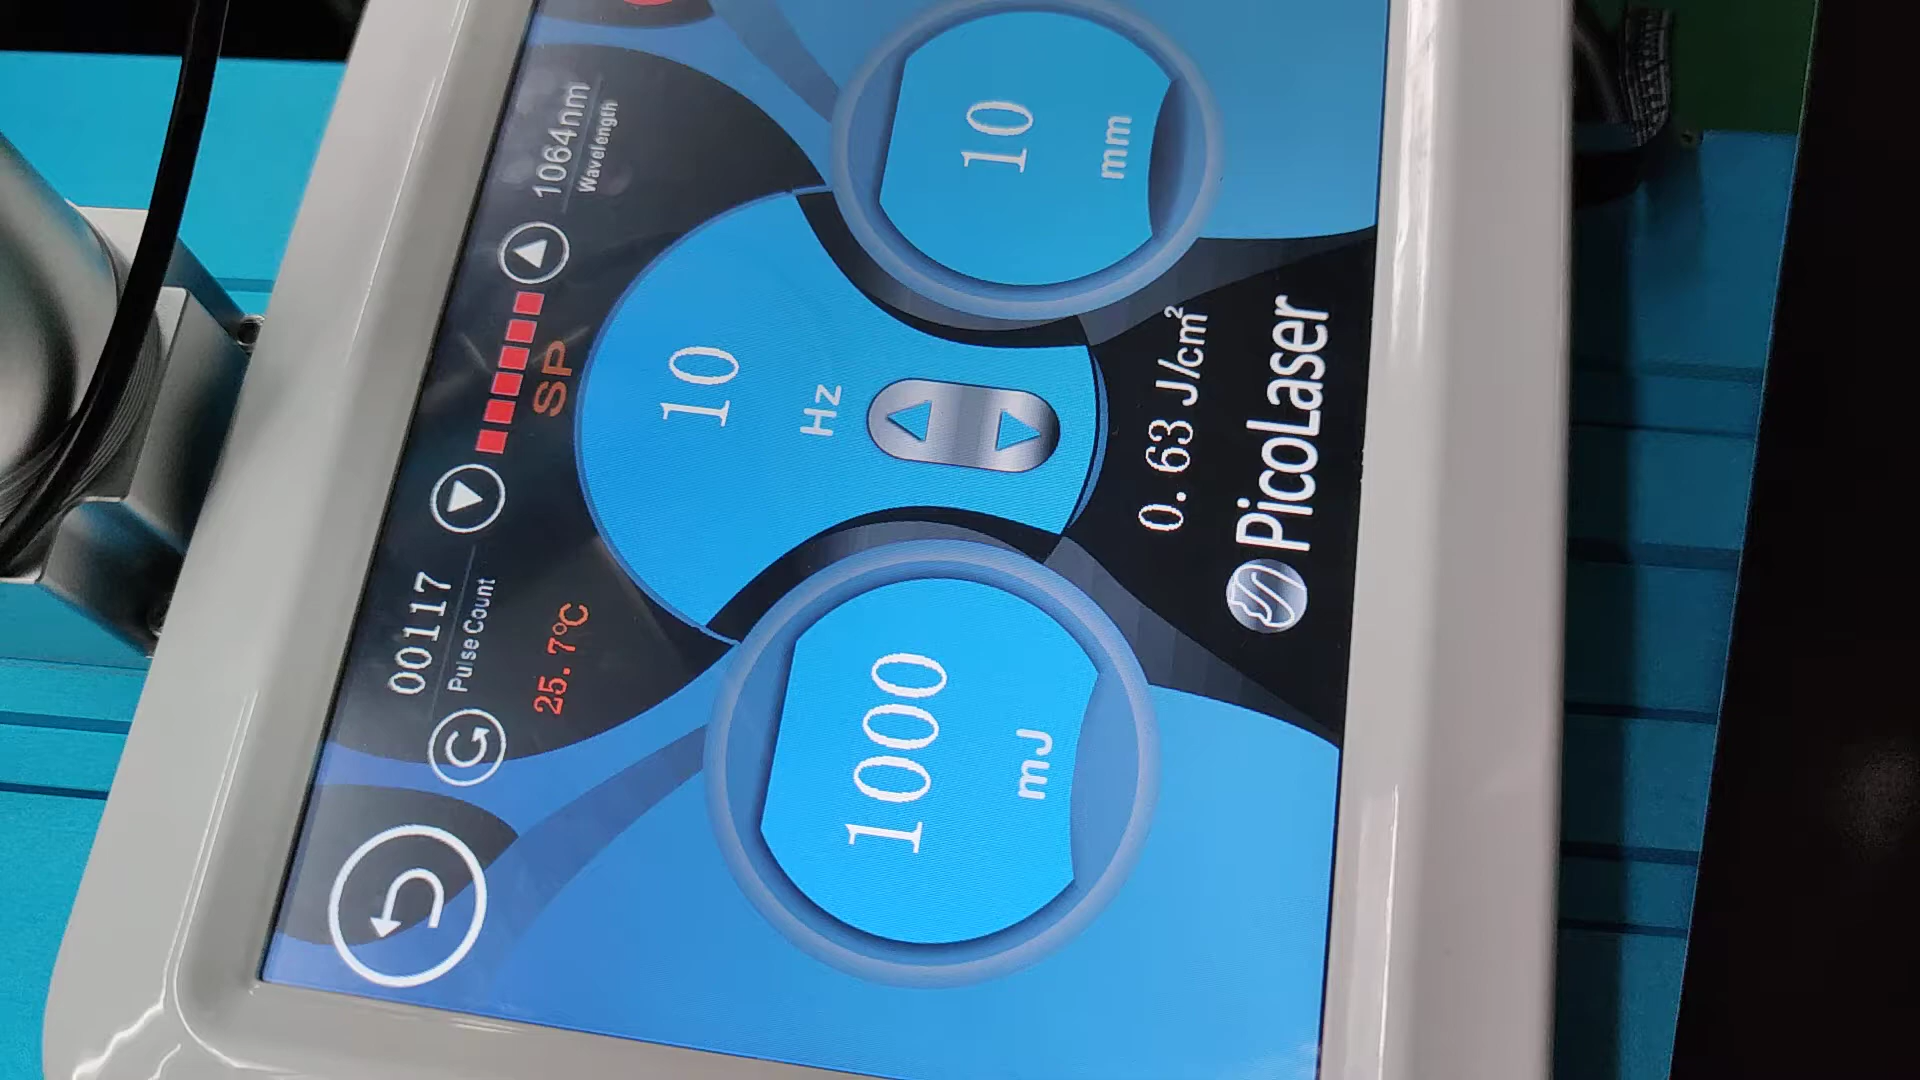 00117
Pulse Count
25.7℃
SP
1064nm
Wavelength
1000
mJ
10
Hz
10
mm
0.63 J/cm²
PicoLaser